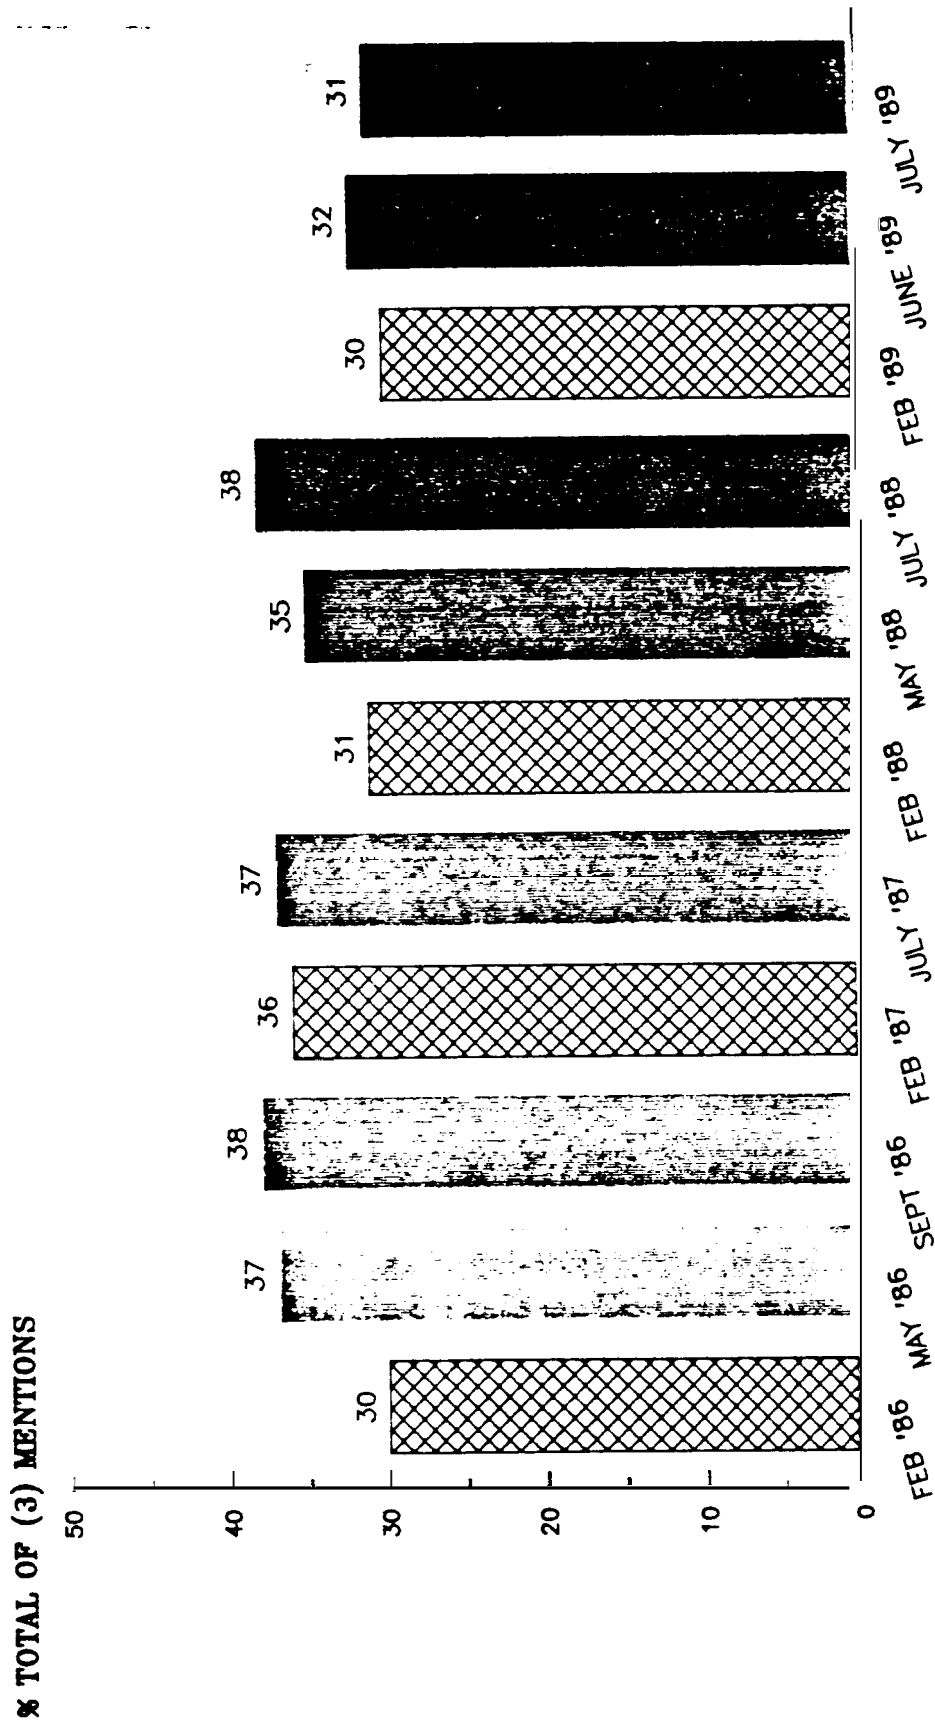 % TOTAL OF (3) MENTIONS
50
40
30
20
10
0
30
37
38
36
37
31
35
38
30
32
31
FEB '86
MAY '86
SEPT '86
FEB '87
JULY '87
FEB '88
MAY '88
JULY '88
FEB '89
JUNE '89
JULY '89